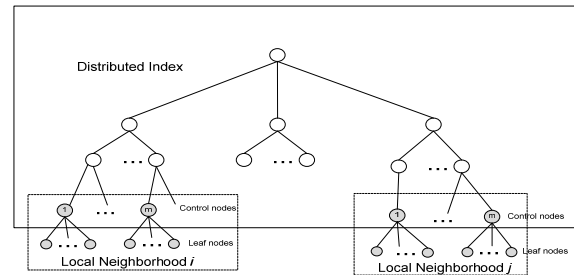 Distributed Index
...
... ...
1 ... m Control nodes
1 ... m Control nodes
... ... Leaf nodes
... ... Leaf nodes
Local Neighborhood i
Local Neighborhood j